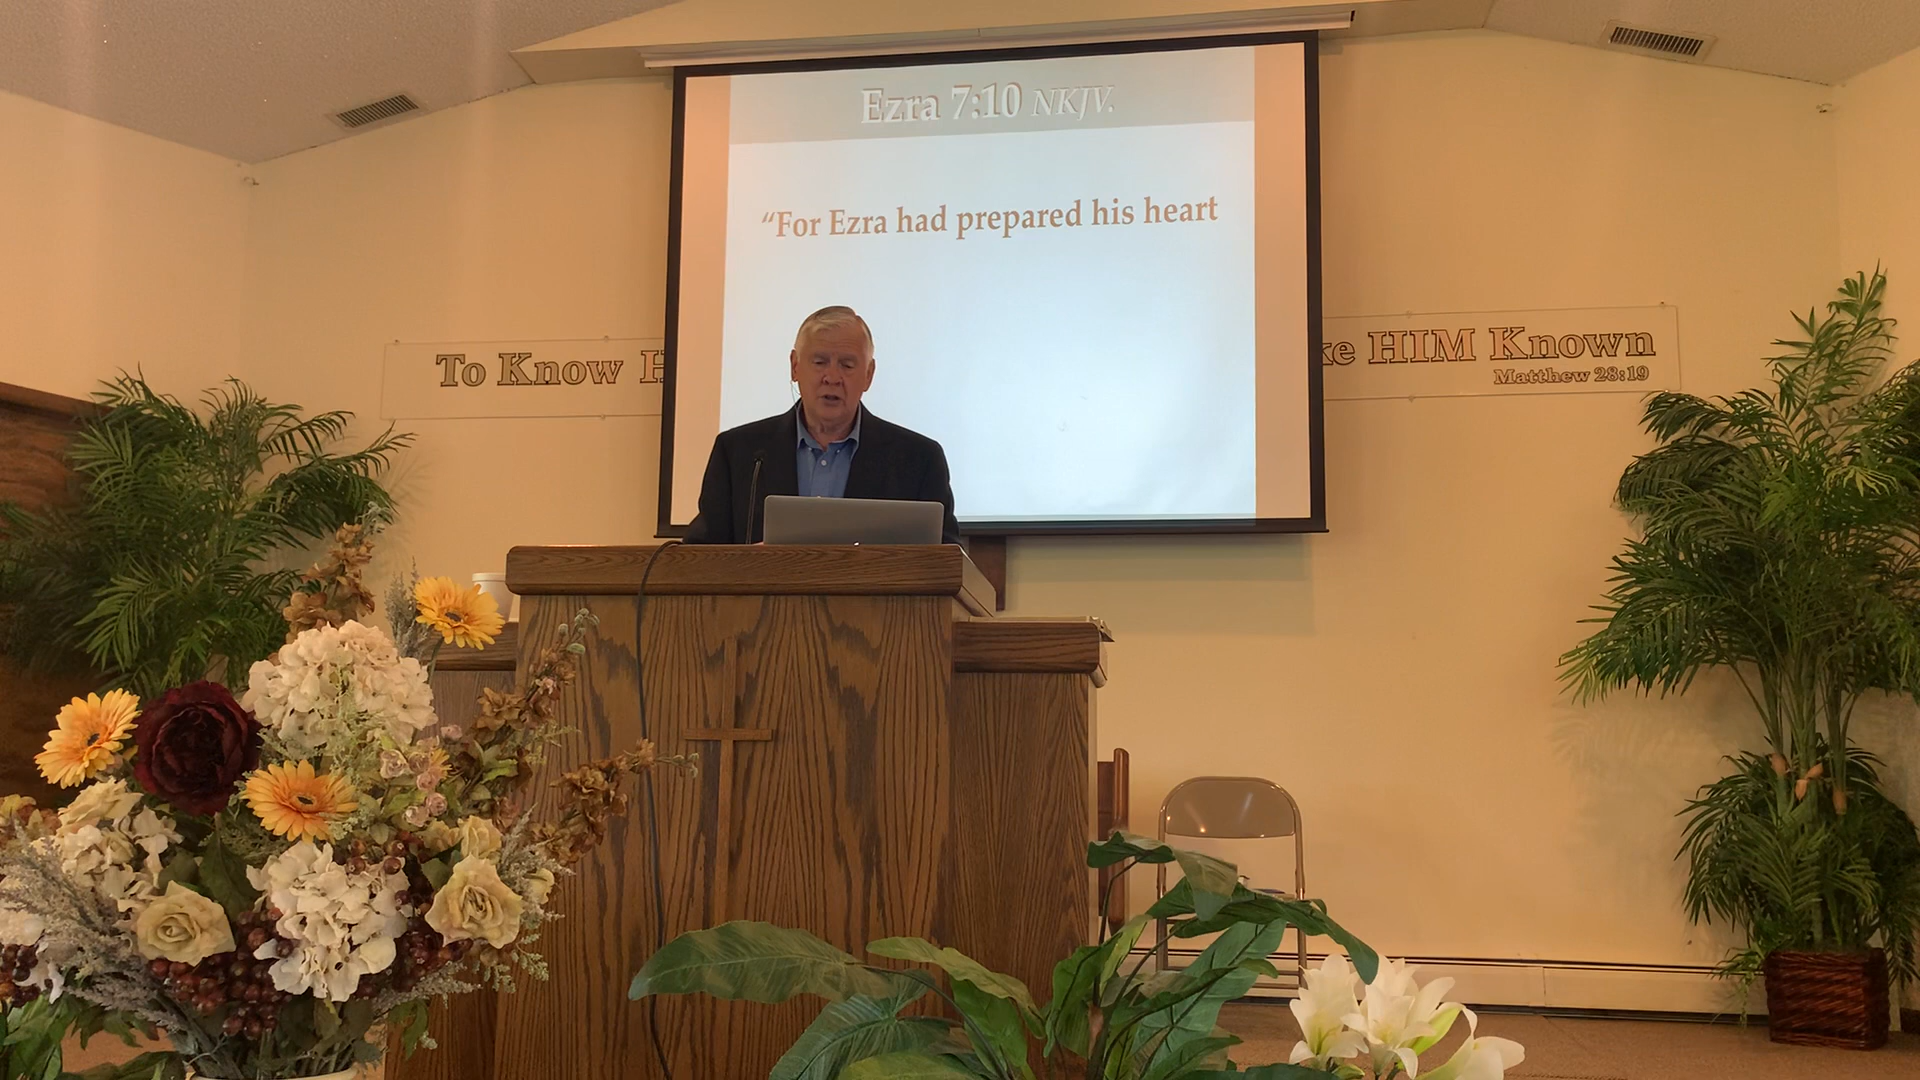 Ezra 7:10 NKJV.
“For Ezra had prepared his heart
To Know H
ke HIM Known
Matthew 28:19